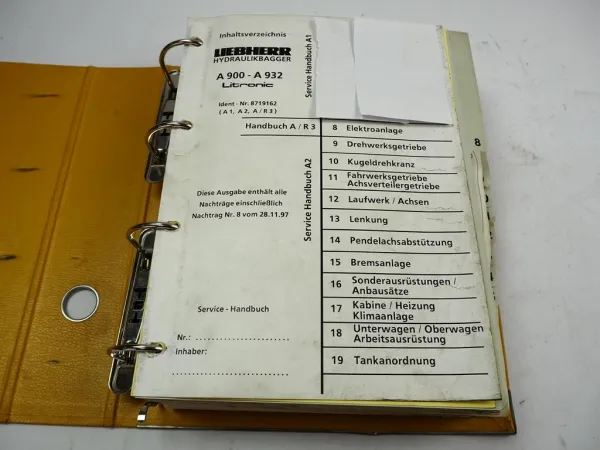 Inhaltsverzeichnis
LIEBHERR
HYDRAULIKBAGGER
A 900 - A 932
Litronic
Ident - Nr. 8719162
( A 1, A 2, A / R 3 )
Service Handbuch A1
Handbuch A / R 3
Service Handbuch A2
Diese Ausgabe enthält alle
Nachträge einschließlich
Nachtrag Nr. 8 vom 28.11.97
Service - Handbuch
Nr.: ......................
Inhaber:
8 Elektroanlage
9 Drehwerksgetriebe
10 Kugeldrehkranz
11 Fahrwerksgetriebe
Achsverteilergetriebe
12 Laufwerk / Achsen
13 Lenkung
14 Pendelachsabstützung
15 Bremsanlage
16 Sonderausrüstungen /
Anbausätze
17 Kabine / Heizung
Klimaanlage
18 Unterwagen / Oberwagen
Arbeitsausrüstung
19 Tankanordnung
8